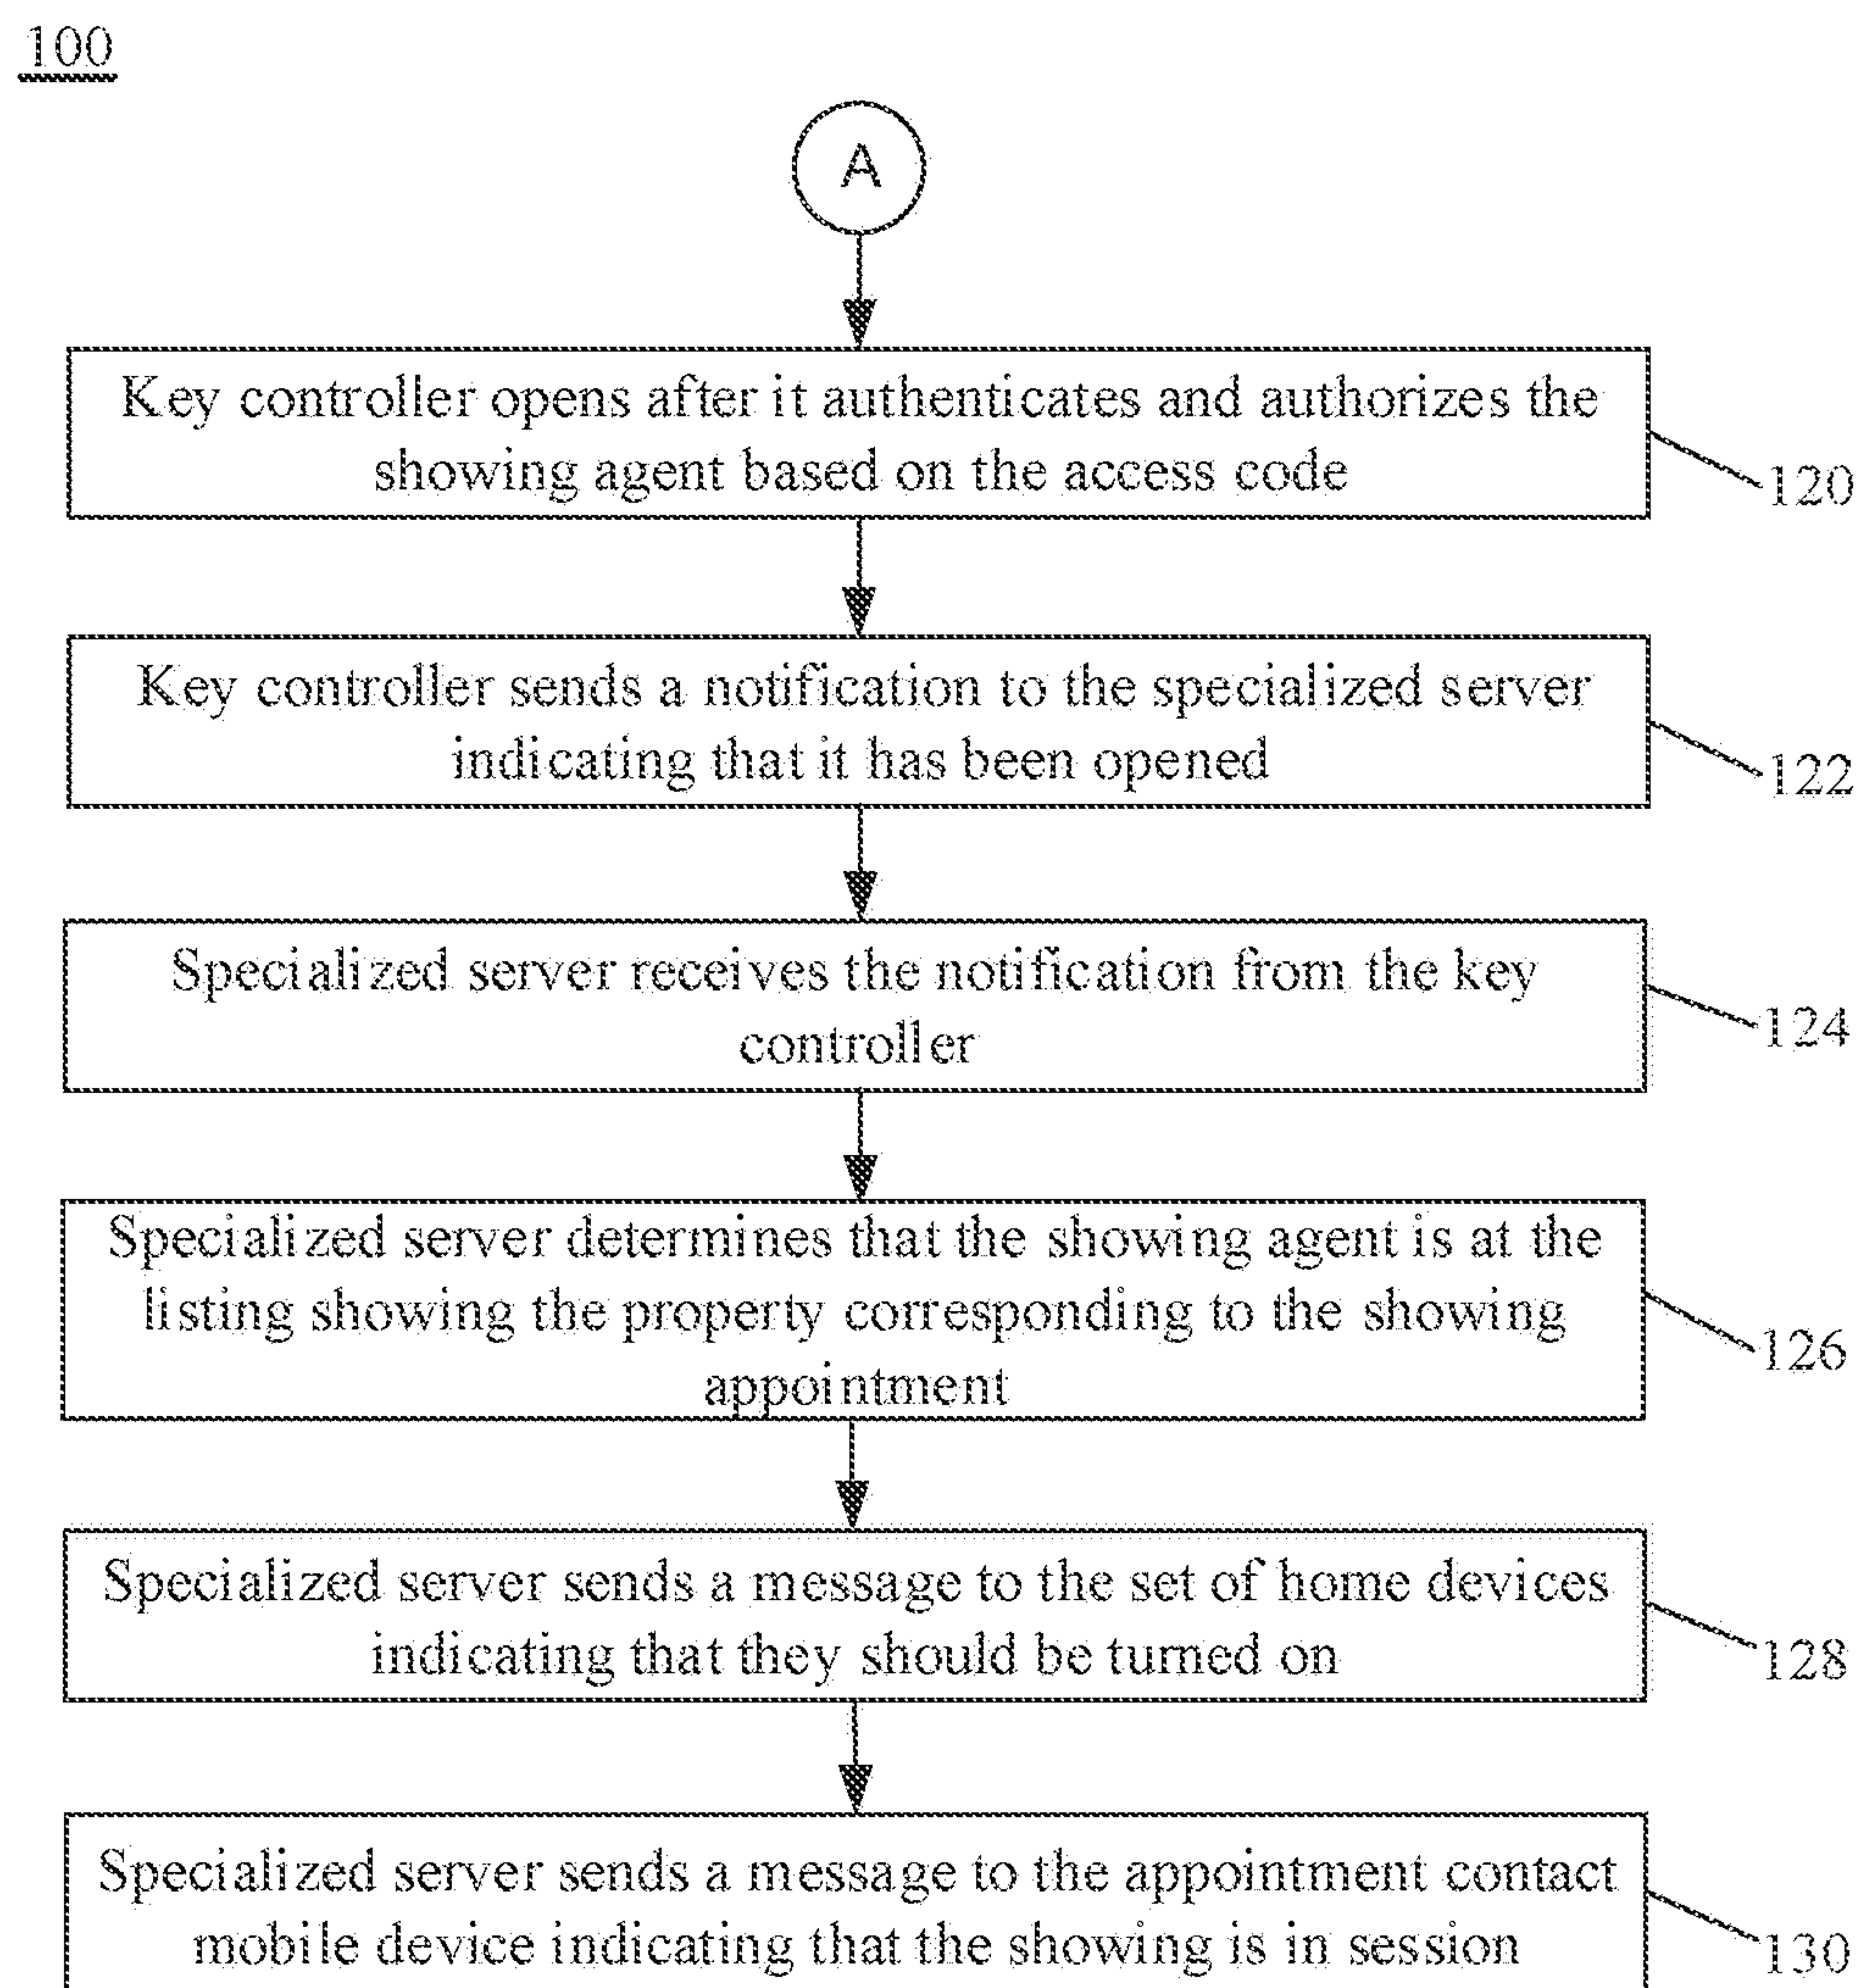 100
A
Key controller opens after it authenticates and authorizes the
showing agent based on the access code
120
Key controller sends a notification to the specialized server
indicating that it has been opened
122
Specialized server receives the notification from the key
controller
124
Specialized server determines that the showing agent is at the
listing showing the property corresponding to the showing
appointment
126
Specialized server sends a message to the set of home devices
indicating that they should be turned on
128
Specialized server sends a message to the appointment contact
mobile device indicating that the showing is in session
130